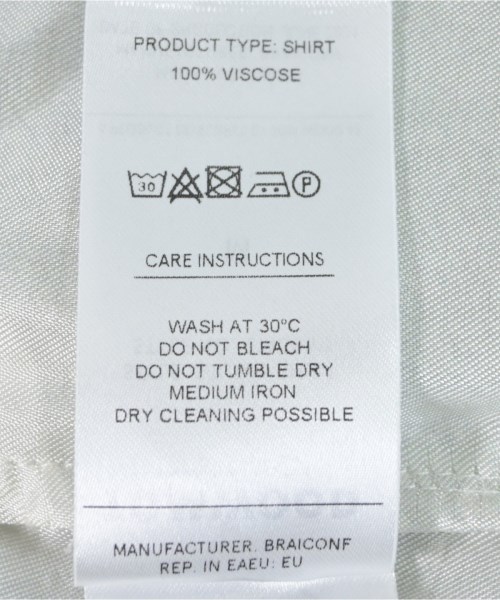 PRODUCT TYPE: SHIRT
100% VISCOSE
30 P
CARE INSTRUCTIONS
WASH AT 30°C
DO NOT BLEACH
DO NOT TUMBLE DRY
MEDIUM IRON
DRY CLEANING POSSIBLE
MANUFACTURER. BRAICONF
REP. IN EAEU: EU